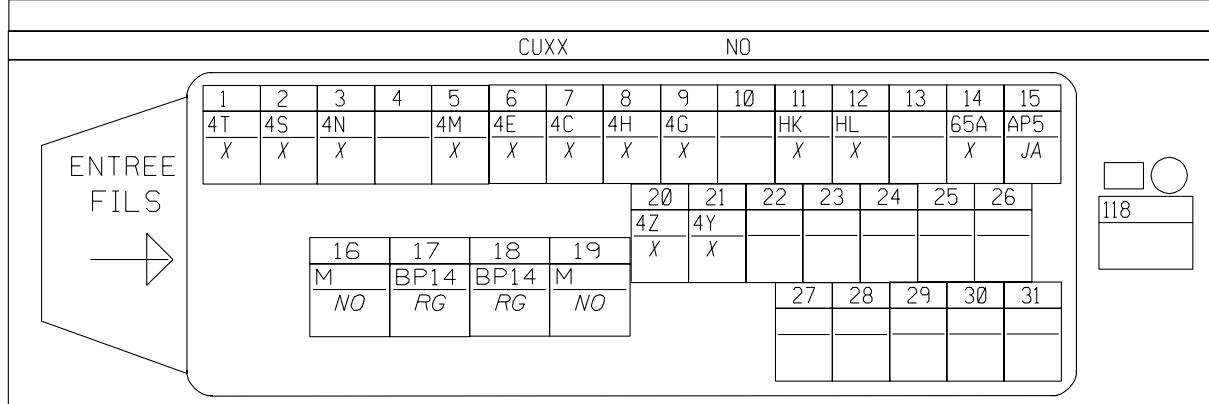 CUXX NO
1 2 3 4 5 6 7 8 9 10 11 12 13 14 15
4T 4S 4N 4M 4E 4C 4H 4G HK HL 65A AP5
X X X X X X X X X X X JA
ENTREE
FILS
20 21 22 23 24 25 26
4Z 4Y
X X
118
16 17 18 19
M BP14 BP14 M
NO RG RG NO
27 28 29 30 31